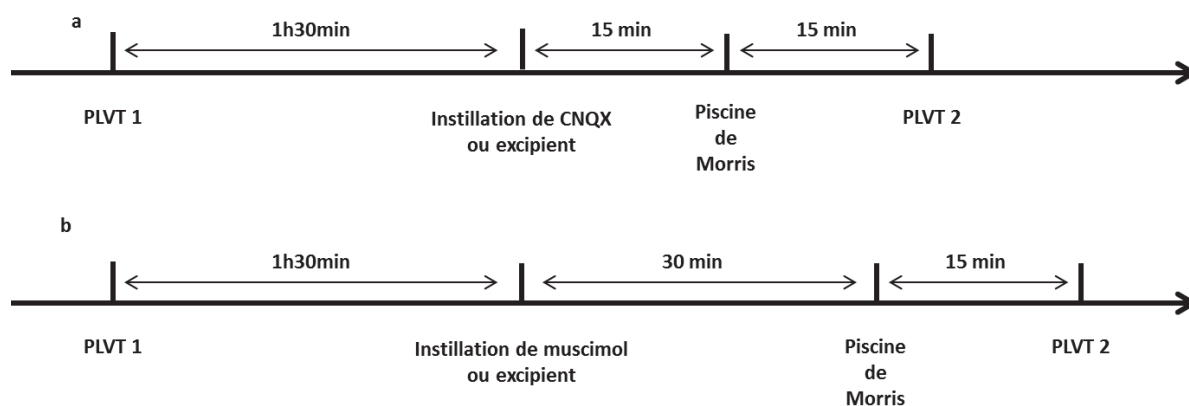 a
1h30min
15 min
15 min
PLVT 1
Instillation de CNQX
ou excipient
Piscine
de
Morris
PLVT 2
b
1h30min
30 min
15 min
PLVT 1
Instillation de muscimol
ou excipient
Piscine
de
Morris
PLVT 2